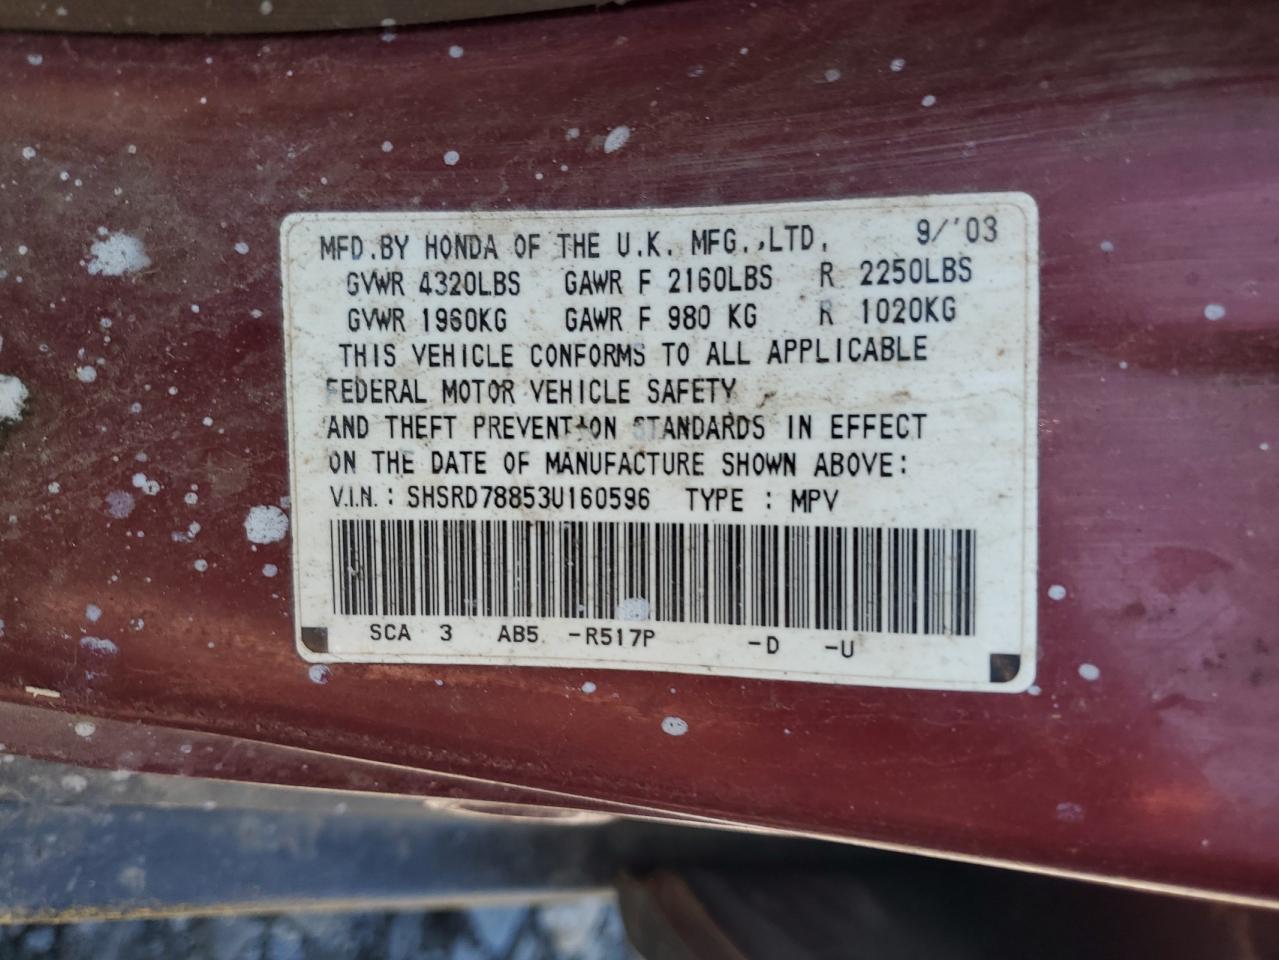 MFD.BY HONDA OF THE U.K. MFG.,LTD. 9/'03
GVWR 4320LBS GAWR F 2160LBS R 2250LBS
GVWR 1960KG GAWR F 980 KG R 1020KG
THIS VEHICLE CONFORMS TO ALL APPLICABLE
FEDERAL MOTOR VEHICLE SAFETY
AND THEFT PREVENTION STANDARDS IN EFFECT
ON THE DATE OF MANUFACTURE SHOWN ABOVE:
V.I.N.: SHSRD78853U160596 TYPE : MPV
SCA 3 AB5 -R517P -D -U